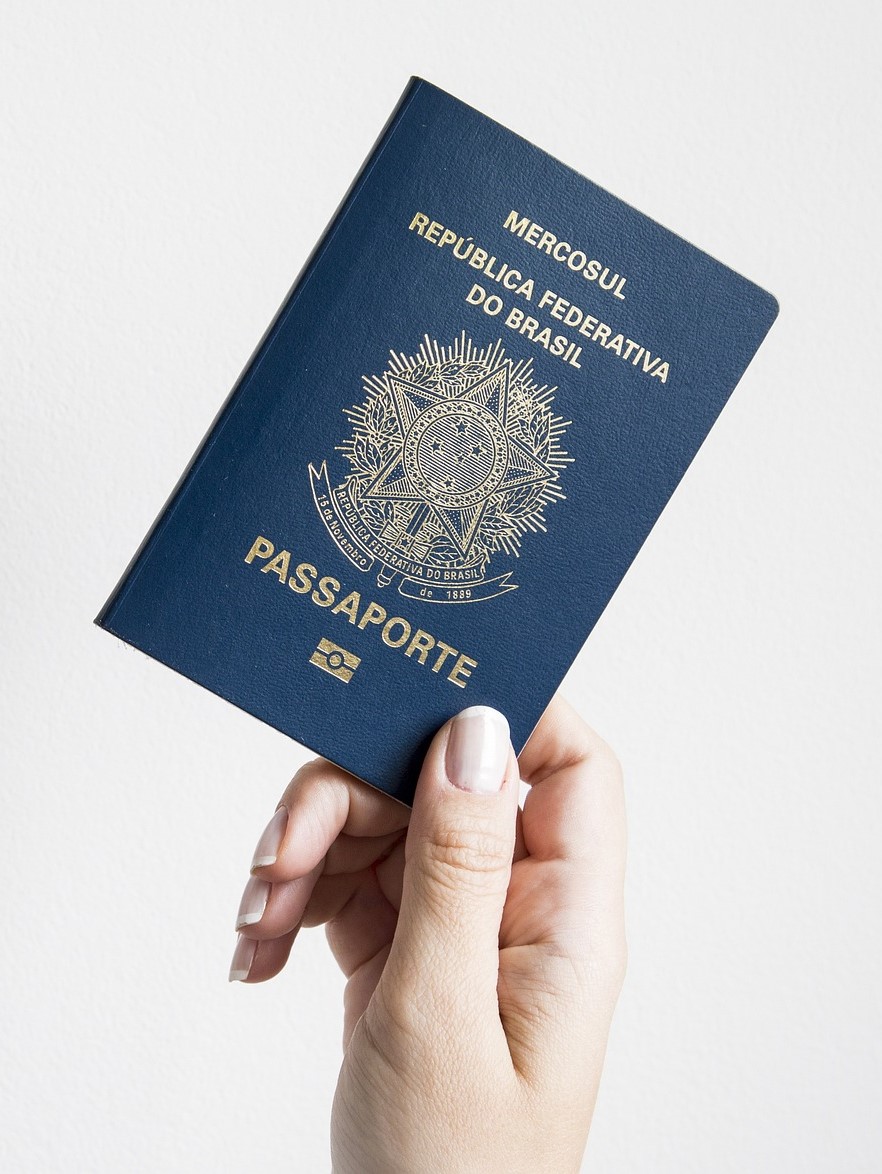 MERCOSUL
REPÚBLICA FEDERATIVA
DO BRASIL
REPÚBLICA FEDERATIVA DO BRASIL
15 de Novembro
de 1889
PASSAPORTE